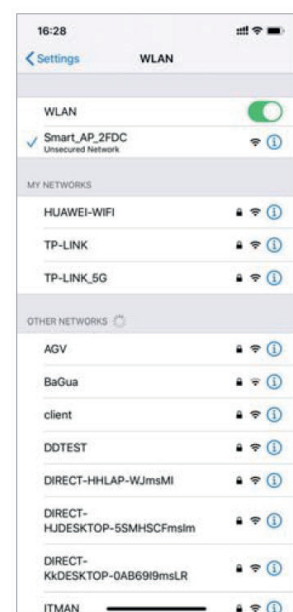 16:28
Settings WLAN
WLAN
Smart_AP_2FDC
Unsecured Network
MY NETWORKS
HUAWEI-WIFI
TP-LINK
TP-LINK_5G
OTHER NETWORKS
AGV
BaGua
client
DDTEST
DIRECT-HHLAP-WJmsMI
DIRECT-
HJDESKTOP-5SMHSCFmsIm
DIRECT-
KkDESKTOP-0AB69I9msLR
ITMAN